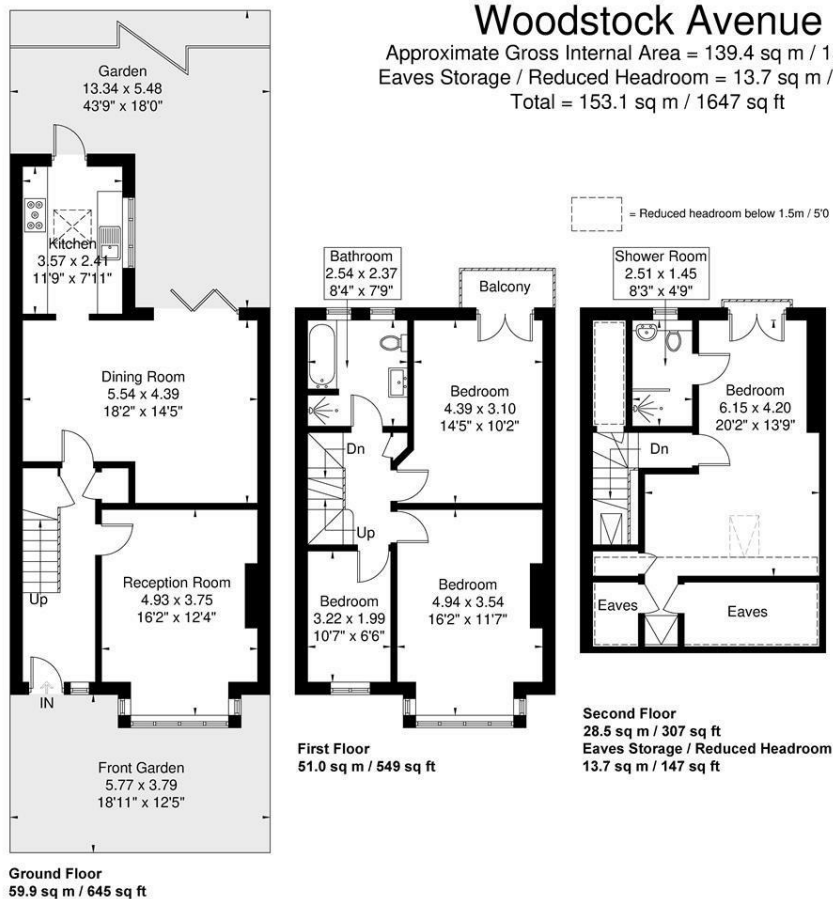 Woodstock Avenue
Approximate Gross Internal Area = 139.4 sq m /
Eaves Storage / Reduced Headroom = 13.7 sq m /
Total = 153.1 sq m / 1647 sq ft
= Reduced headroom below 1.5m / 5'0
Garden
13.34 x 5.48
43'9" x 18'0"
Kitchen
3.57 x 2.41
11'9" x 7'11"
Dining Room
5.54 x 4.39
18'2" x 14'5"
Reception Room
4.93 x 3.75
16'2" x 12'4"
Up
IN
Front Garden
5.77 x 3.79
18'11" x 12'5"
Ground Floor
59.9 sq m / 645 sq ft
Bathroom
2.54 x 2.37
8'4" x 7'9"
Balcony
Bedroom
4.39 x 3.10
14'5" x 10'2"
Dn
Up
Bedroom
3.22 x 1.99
10'7" x 6'6"
Bedroom
4.94 x 3.54
16'2" x 11'7"
First Floor
51.0 sq m / 549 sq ft
Shower Room
2.51 x 1.45
8'3" x 4'9"
Bedroom
6.15 x 4.20
20'2" x 13'9"
Dn
Eaves
Eaves
Second Floor
28.5 sq m / 307 sq ft
Eaves Storage / Reduced Headroom
13.7 sq m / 147 sq ft